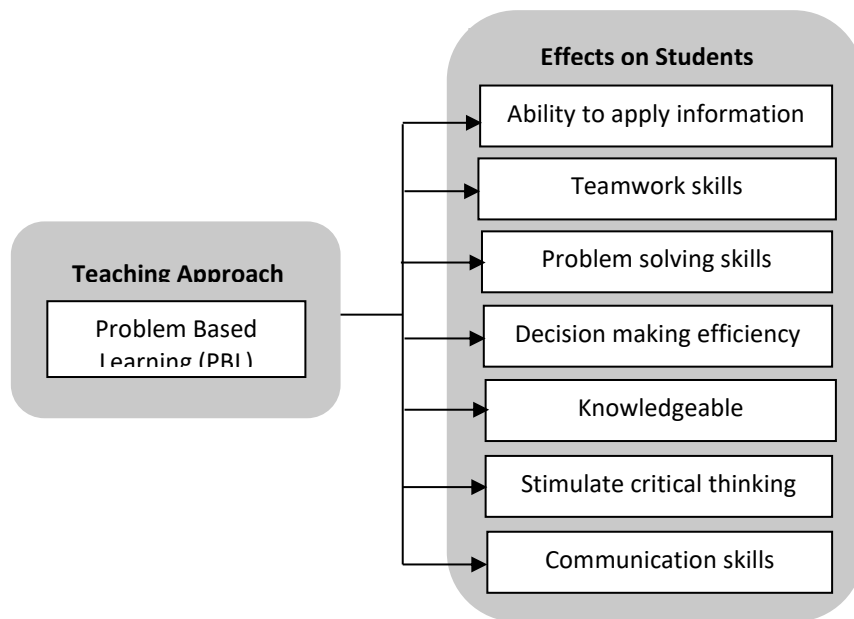 Effects on Students
Ability to apply information
Teamwork skills
Problem solving skills
Decision making efficiency
Knowledgeable
Stimulate critical thinking
Communication skills
Teaching Approach
Problem Based
Learning (PBL)